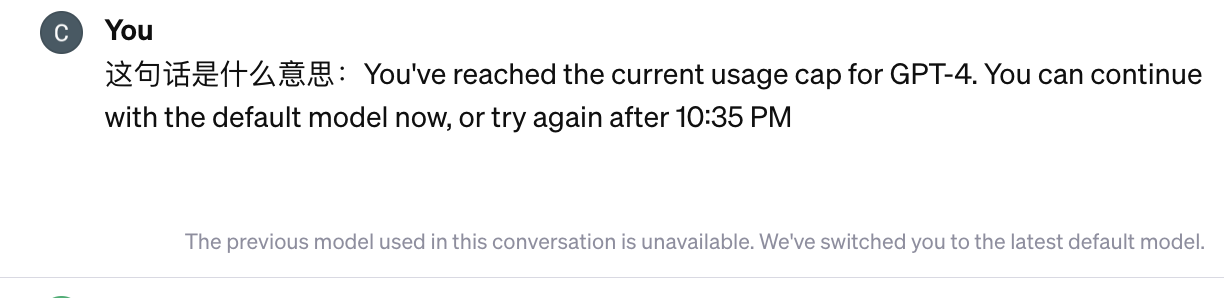 C
You
这句话是什么意思：You've reached the current usage cap for GPT-4. You can continue
with the default model now, or try again after 10:35 PM
The previous model used in this conversation is unavailable. We've switched you to the latest default model.